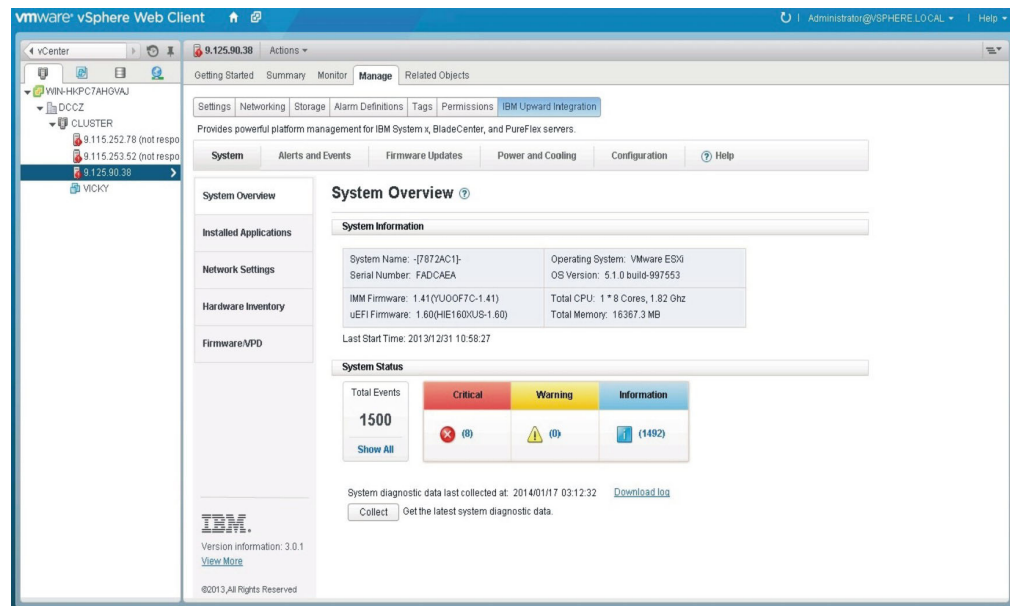 vmware® vSphere Web Client
Administrator@VSPHERE.LOCAL | Help
vCenter
9.125.90.38 Actions
Getting Started Summary Monitor Manage Related Objects
WIN-HKPC7AHGVAJ
DCCZ
CLUSTER
9.115.252.78 (not respo
9.115.253.52 (not respo
9.125.90.38
VICKY
Settings Networking Storage Alarm Definitions Tags Permissions IBM Upward Integration
Provides powerful platform management for IBM System x, BladeCenter, and PureFlex servers.
System Alerts and Events Firmware Updates Power and Cooling Configuration ? Help
System Overview
Installed Applications
Network Settings
Hardware Inventory
Firmware/VPD
System Overview ?
System Information
System Name: -[7872AC1]-
Serial Number: FADCAEA
Operating System: VMware ESXi
OS Version: 5.1.0 build-997553
IMM Firmware: 1.41(YUOOF7C-1.41)
uEFI Firmware: 1.60(HIE160XUS-1.60)
Total CPU: 1 * 8 Cores, 1.82 Ghz
Total Memory: 16367.3 MB
Last Start Time: 2013/12/31 10:58:27
System Status
Total Events
1500
Show All
Critical
(8)
Warning
(0)
Information
(1492)
System diagnostic data last collected at: 2014/01/17 03:12:32 Download log
Collect Get the latest system diagnostic data.
IBM.
Version information: 3.0.1
View More
©2013,All Rights Reserved